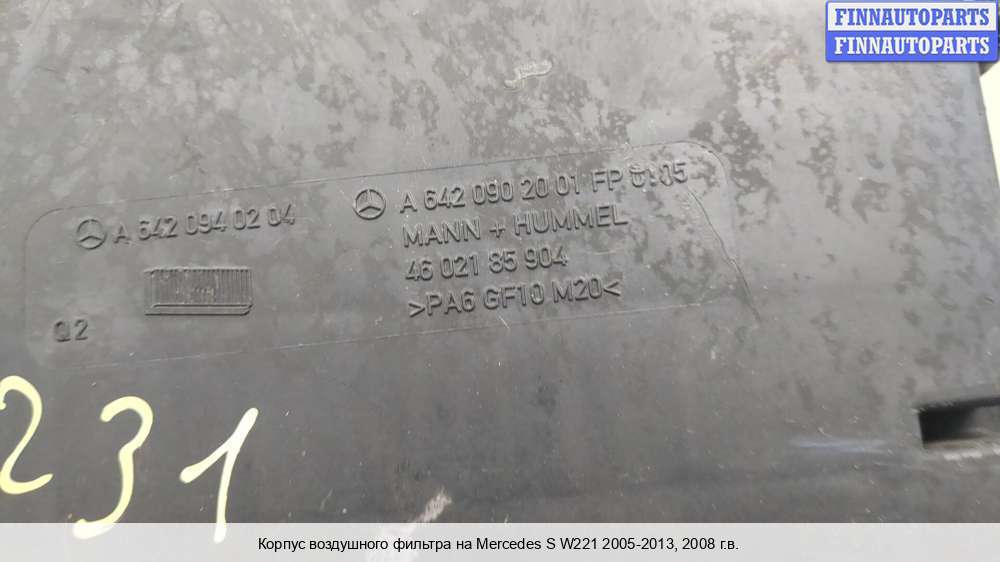 FINNAUTOPARTS
FINNAUTOPARTS
A 642 094 02 04
A 642 090 20 01 FP
MANN + HUMMEL
46 021 85 904
>PA6 GF10 M20<
Q2
231
Корпус воздушного фильтра на Mercedes S W221 2005-2013, 2008 г.в.